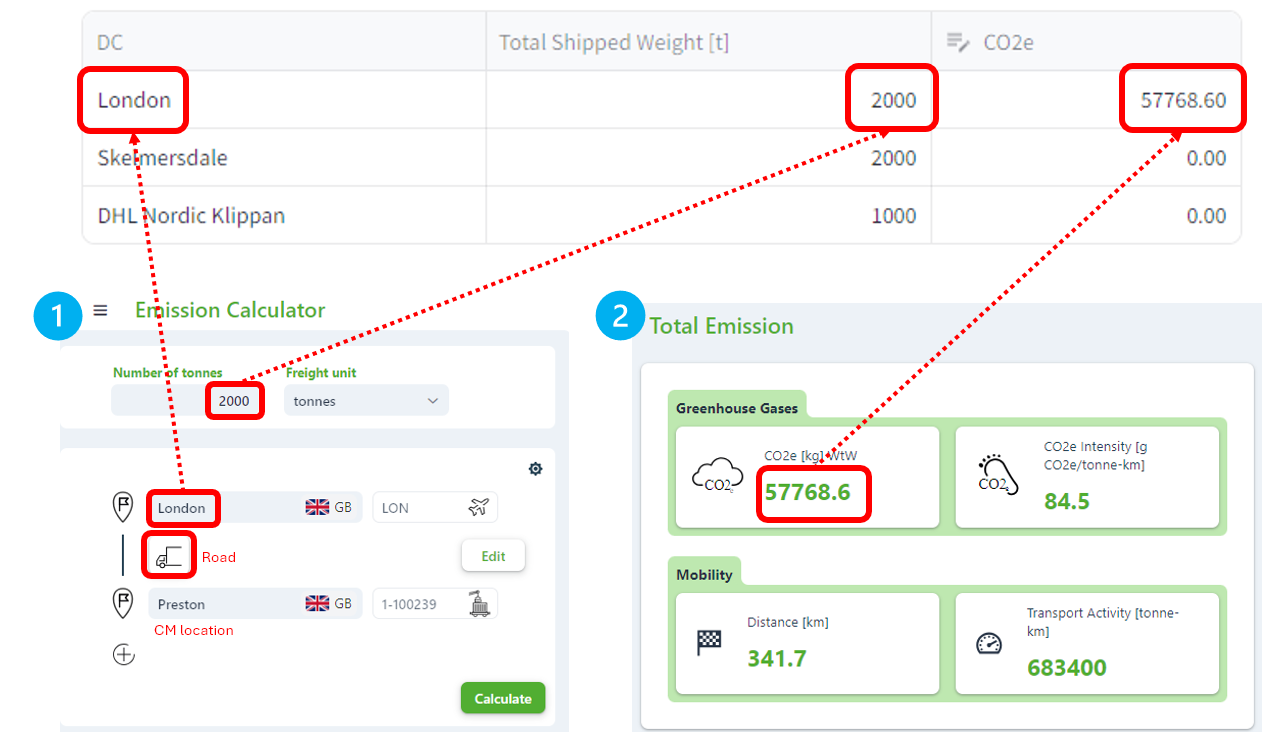 DC Total Shipped Weight [t] CO2e
London 2000 57768.60
Skelmersdale 2000 0.00
DHL Nordic Klippan 1000 0.00
1 Emission Calculator
Number of tonnes Freight unit
2000 tonnes
London GB LON
Road Edit
Preston GB 1-100239
CM location
Calculate
2 Total Emission
Greenhouse Gases
CO2e [kg] WtW
57768.6
CO2e
CO2e Intensity [g
CO2e/tonne-km]
84.5
CO2e
Mobility
Distance [km]
341.7
Transport Activity [tonne-
km]
683400